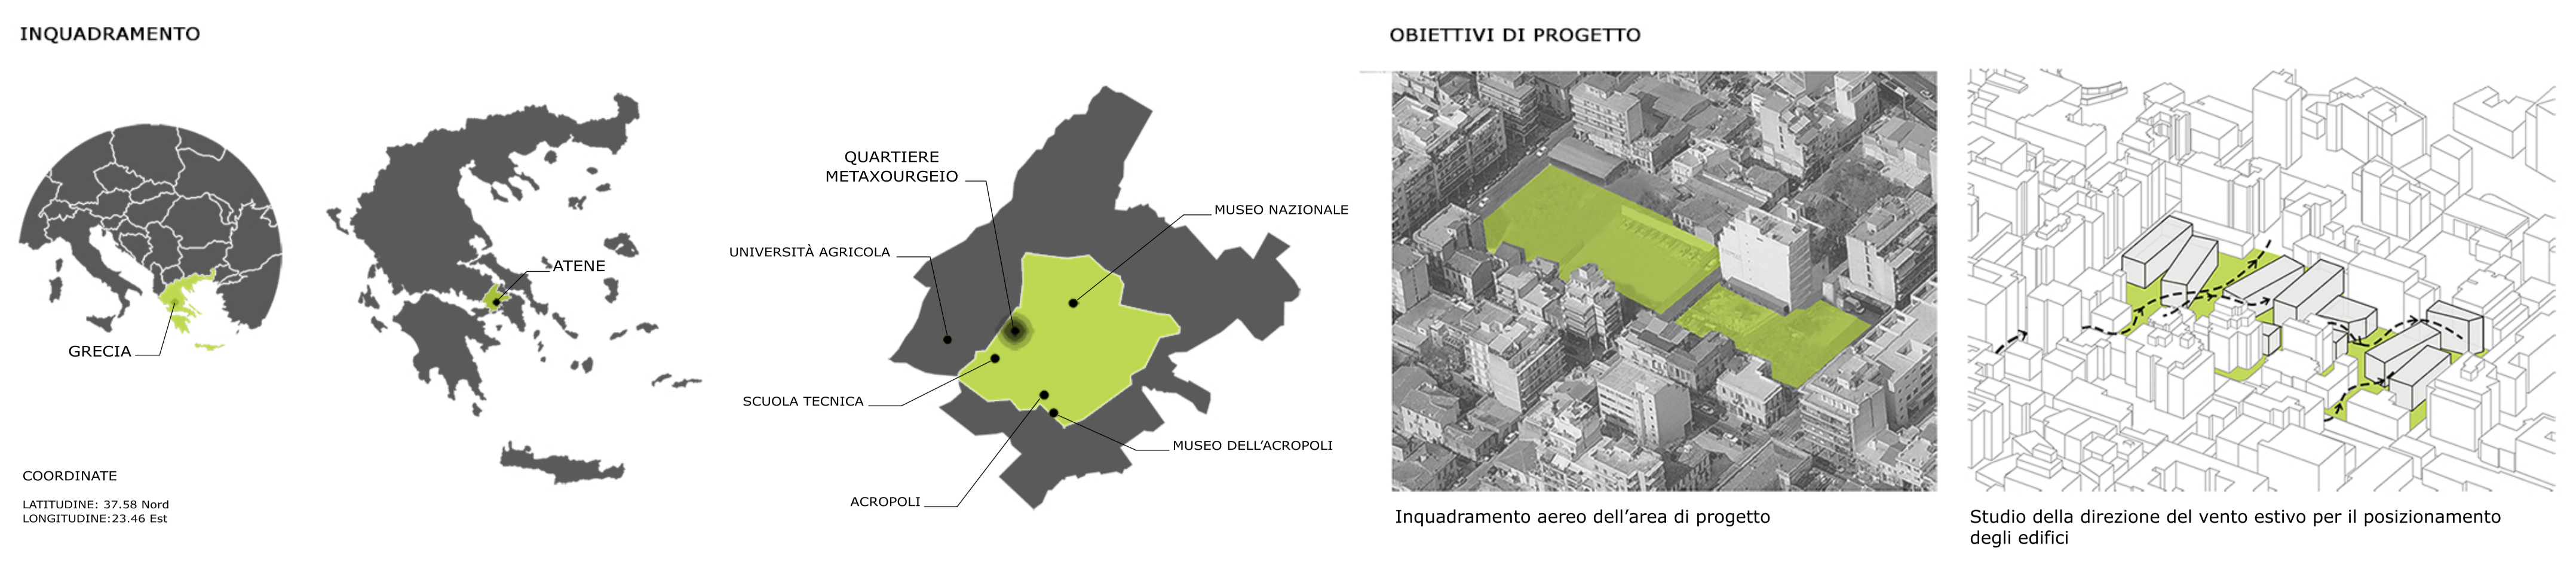 INQUADRAMENTO
GRECIA
ATENE
COORDINATE
LATITUDINE: 37.58 Nord
LONGITUDINE:23.46 Est
QUARTIERE
METAXOURGEIO
MUSEO NAZIONALE
UNIVERSITÀ AGRICOLA
SCUOLA TECNICA
MUSEO DELL'ACROPOLI
ACROPOLI
OBIETTIVI DI PROGETTO
Inquadramento aereo dell'area di progetto
Studio della direzione del vento estivo per il posizionamento
degli edifici